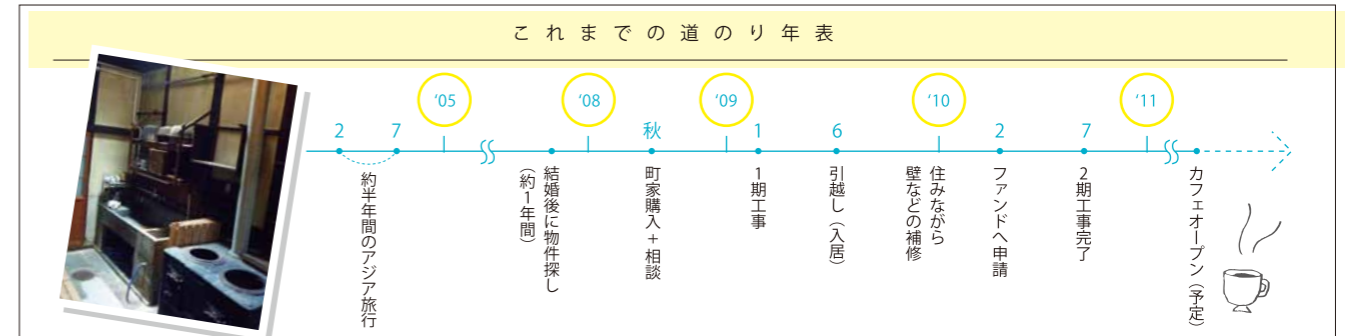 これまでの道のり年表
'05
'08
'09
'10
'11
2
7
秋
1
6
2
7
約半年間のアジア旅行
結婚後に物件探し
（約1年間）
町家購入+相談
1期工事
引越し（入居）
住みながら
壁などの補修
ファンドへ申請
2期工事完了
カフェオープン（予定）